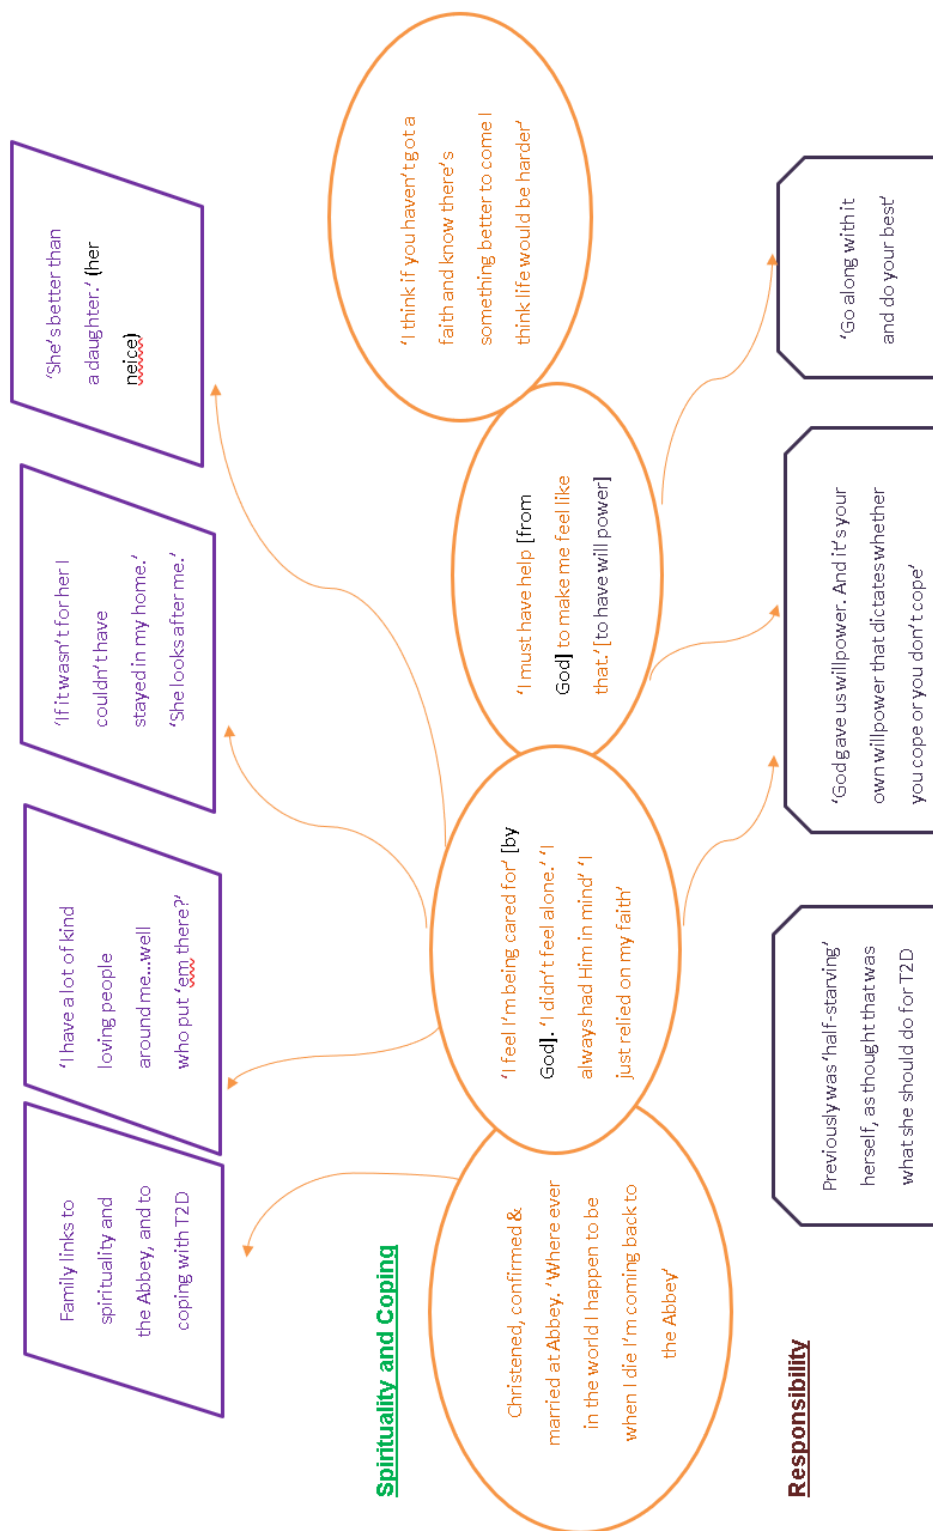 Family links to
spirituality and
the Abbey, and to
coping with T2D
‘I have a lot of kind
loving people
around me...well
who put ‘em there?’
‘If it wasn’t for her I
couldn’t have
stayed in my home.’
‘She looks after me.’
‘She’s better than
a daughter.’ (her
neice)
Spirituality and Coping
Christened, confirmed &
married at Abbey. ‘Where ever
in the world I happen to be
when I die I’m coming back to
the Abbey’
‘I feel I’m being cared for’ [by
God]. ‘I didn’t feel alone.’ ‘I
always had Him in mind’ ‘I
just relied on my faith’
‘I must have help [from
God] to make me feel like
that.’ [to have will power]
‘I think if you haven’t got a
faith and know there’s
something better to come I
think life would be harder’
Responsibility
Previously was ‘half-starving’
herself, as thought that was
what she should do for T2D
‘God gave us willpower. And it’s your
own willpower that dictates whether
you cope or you don’t cope’
‘Go along with it
and do your best’